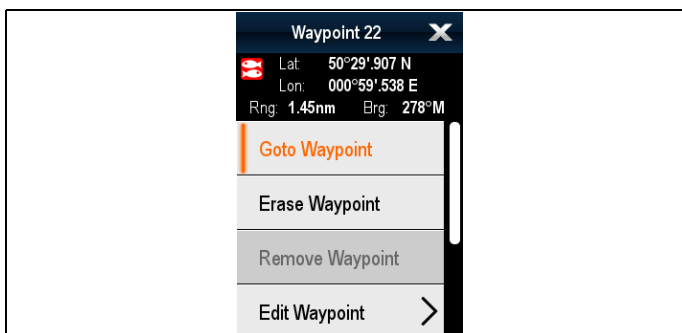 Waypoint 22
Lat: 50°29'.907 N
Lon: 000°59'.538 E
Rng: 1.45nm Brg: 278°M
Goto Waypoint
Erase Waypoint
Remove Waypoint
Edit Waypoint